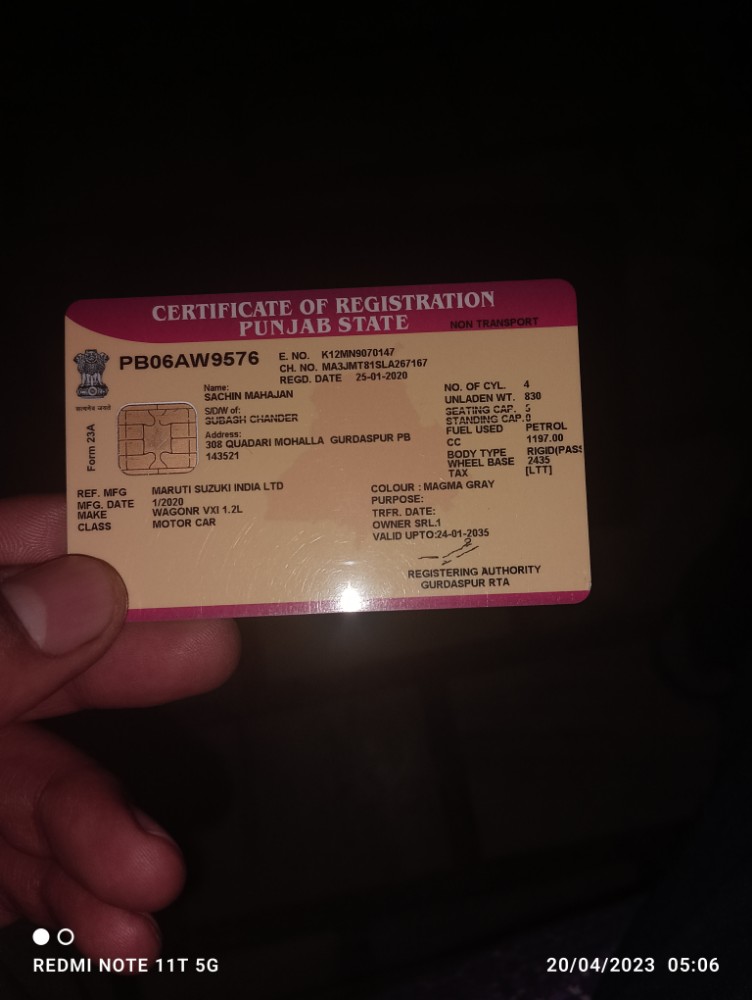 CERTIFICATE OF REGISTRATION
PUNJAB STATE
NON TRANSPORT
PB06AW9576
E. NO. K12MN9070147
CH. NO. MA3JMT81SLA267167
REGD. DATE 25-01-2020
सत्यमेव जयते
Form 23A
Name:
SACHIN MAHAJAN
S/D/W of:
SUBASH CHANDER
Address:
308 QUADARI MOHALLA GURDASPUR PB
143521
NO. OF CYL. 4
UNLADEN WT. 830
SEATING CAP. 5
STANDING CAP.0
FUEL USED PETROL
CC 1197.00
BODY TYPE RIGID(PASS
WHEEL BASE 2435
TAX [LTT]
REF. MFG MARUTI SUZUKI INDIA LTD
MFG. DATE 1/2020
MAKE WAGONR VXI 1.2L
CLASS MOTOR CAR
COLOUR : MAGMA GRAY
PURPOSE:
TRFR. DATE:
OWNER SRL.1
VALID UPTO:24-01-2035
REGISTERING AUTHORITY
GURDASPUR RTA
REDMI NOTE 11T 5G
20/04/2023 05:06